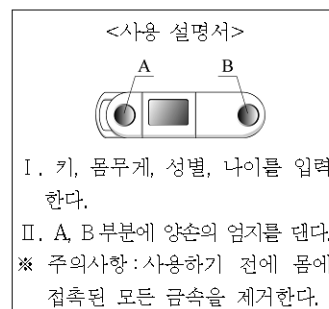 <사용 설명서>
A B
Ⅰ. 키, 몸무게, 성별, 나이를 입력
한다.
Ⅱ. A, B 부분에 양손의 엄지를 댄다.
※ 주의사항 : 사용하기 전에 몸에
접촉된 모든 금속을 제거한다.